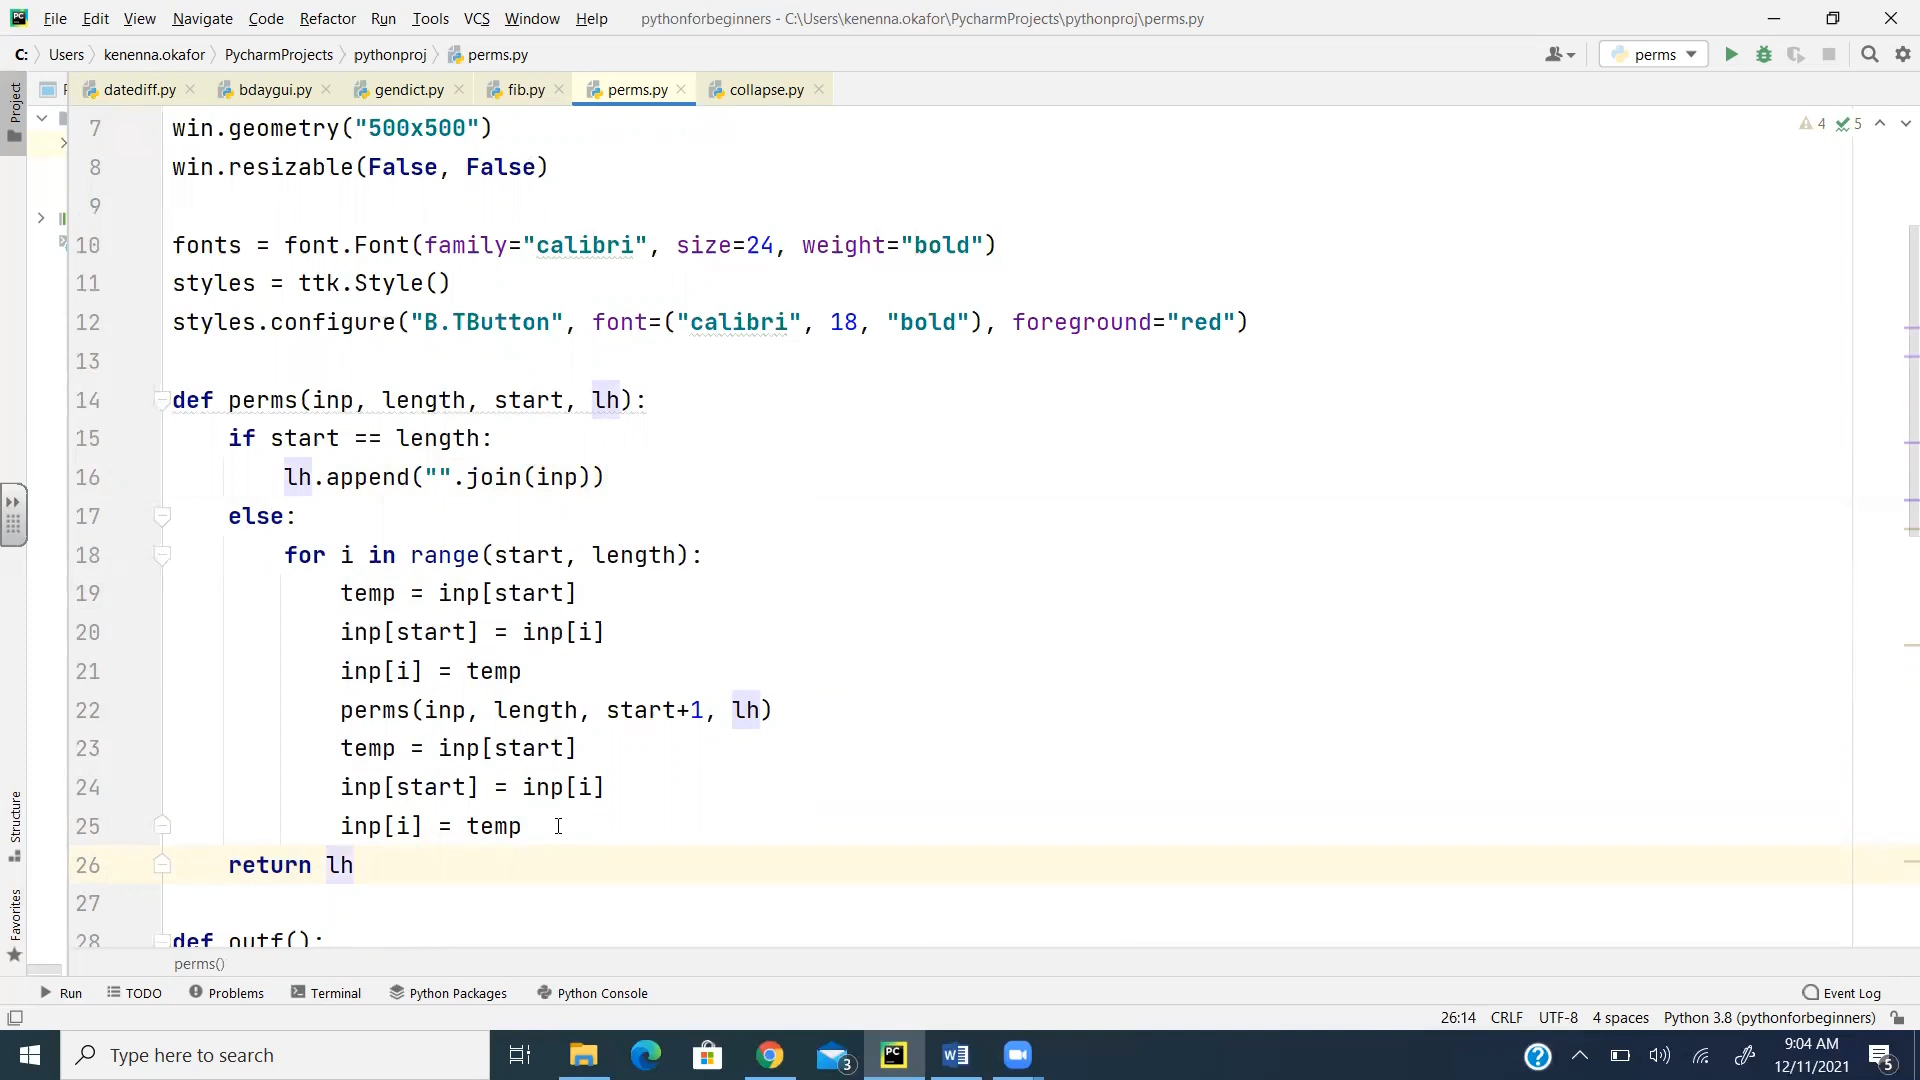 File Edit View Navigate Code Refactor Run Tools VCS Window Help pythonforbeginners - C:\Users\kenenna.okafor\PycharmProjects\pythonproj\perms.py
C: Users kenenna.okafor PycharmProjects pythonproj perms.py perms
Project
datediff.py bdaygui.py gendict.py fib.py perms.py collapse.py
4 5
7 win.geometry("500x500")
8 win.resizable(False, False)
9
10 fonts = font.Font(family="calibri", size=24, weight="bold")
11 styles = ttk.Style()
12 styles.configure("B.TButton", font=("calibri", 18, "bold"), foreground="red")
13
14 def perms(inp, length, start, lh):
15 if start == length:
16 lh.append("".join(inp))
17 else:
18 for i in range(start, length):
19 temp = inp[start]
20 inp[start] = inp[i]
21 inp[i] = temp
22 perms(inp, length, start+1, lh)
23 temp = inp[start]
24 inp[start] = inp[i]
25 inp[i] = temp
26 return lh
27
28 def outf():
Structure
Favorites
perms()
Run TODO Problems Terminal Python Packages Python Console Event Log
26:14 CRLF UTF-8 4 spaces Python 3.8 (pythonforbeginners)
Type here to search
3
9:04 AM
12/11/2021
5